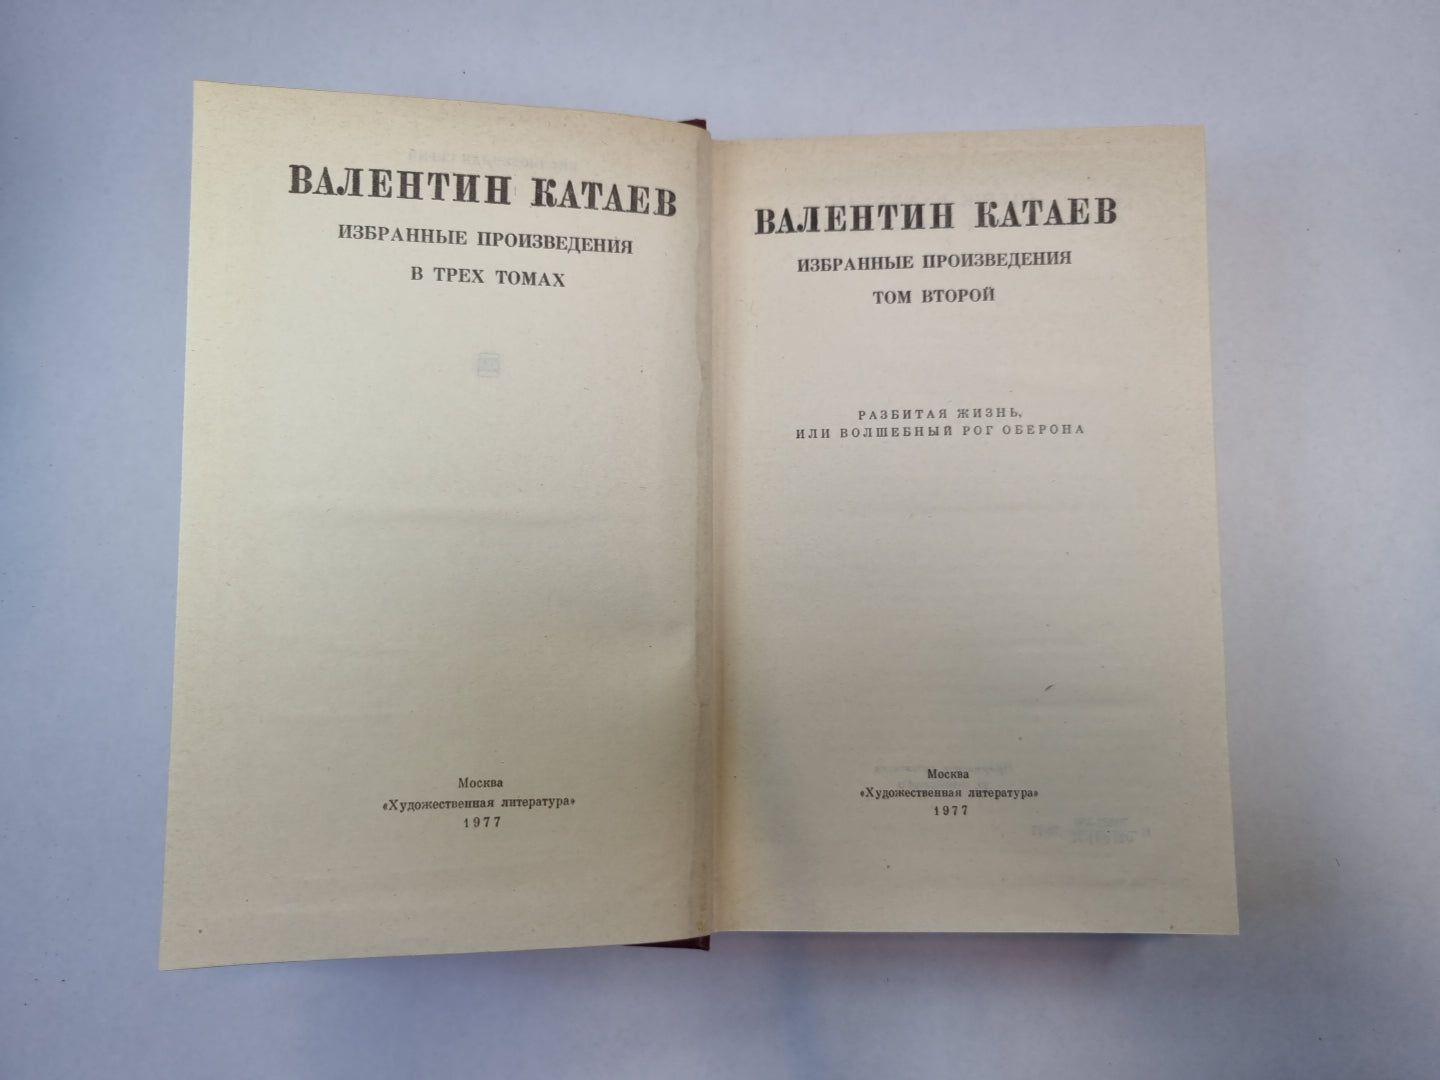 ВАЛЕНТИН КАТАЕВ
ИЗБРАННЫЕ ПРОИЗВЕДЕНИЯ
В ТРЕХ ТОМАХ
Москва
«Художественная литература»
1977
ВАЛЕНТИН КАТАЕВ
ИЗБРАННЫЕ ПРОИЗВЕДЕНИЯ
ТОМ ВТОРОЙ
РАЗБИТАЯ ЖИЗНЬ,
ИЛИ ВОЛШЕБНЫЙ РОГ ОБЕРОНА
Москва
«Художественная литература»
1977